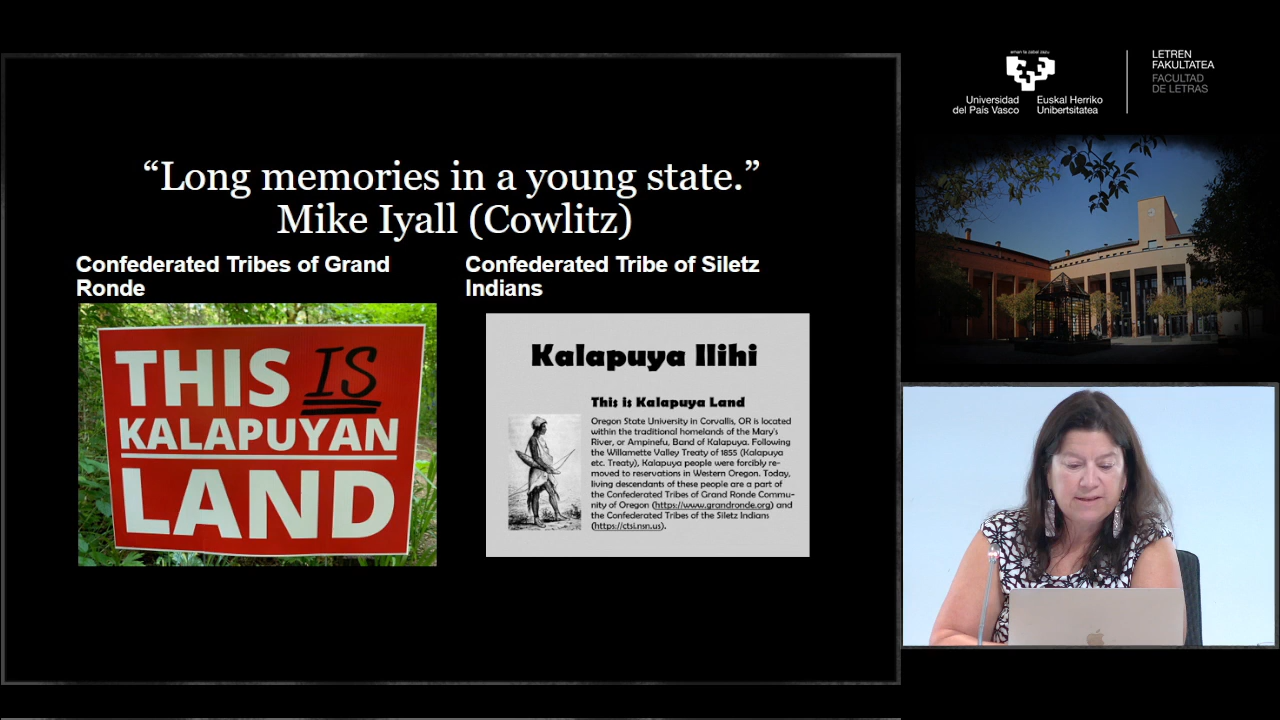 “Long memories in a young state.”
Mike Iyall (Cowlitz)
Confederated Tribes of Grand
Ronde
THIS IS
KALAPUYAN
LAND
Confederated Tribe of Siletz
Indians
Kalapuya Ilihi
This is Kalapuya Land
Oregon State University in Corvallis, OR is located
within the traditional homelands of the Mary's
River, or Ampinefu, Band of Kalapuya. Following
the Willamette Valley Treaty of 1855 (Kalapuya
etc. Treaty), Kalapuya people were forcibly re-
moved to reservations in Western Oregon. Today,
living descendants of these people are a part of
the Confederated Tribes of Grand Ronde Commu-
nity of Oregon (https://www.grandronde.org) and
the Confederated Tribes of the Siletz Indians
(https://ctsi.nsn.us).
eman ta zabal zazu
Universidad
del País Vasco
Euskal Herriko
Unibertsitatea
LETREN
FAKULTATEA
FACULTAD
DE LETRAS